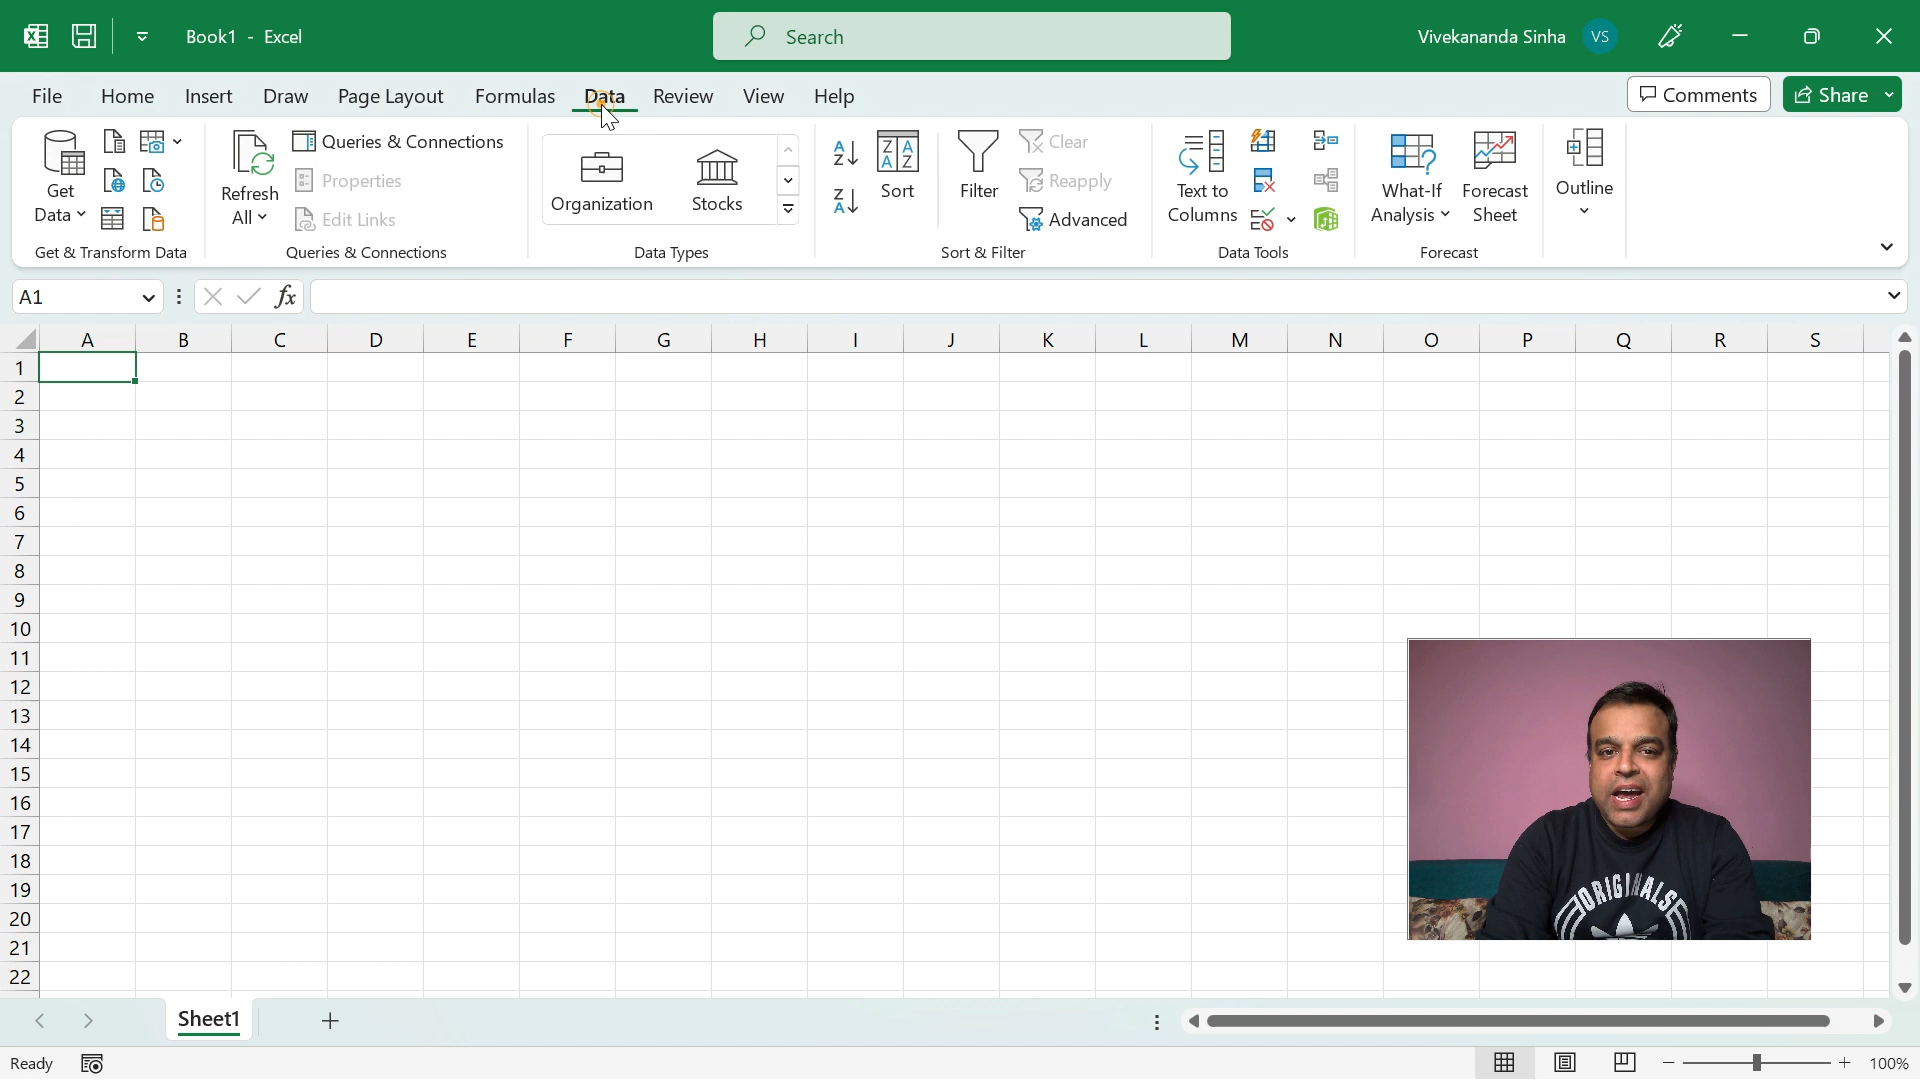 Book1 - Excel
Search
Vivekananda Sinha VS
File Home Insert Draw Page Layout Formulas Data Review View Help
Comments Share
Get Data
Refresh All
Queries & Connections
Properties
Edit Links
Organization
Stocks
Sort
Filter
Clear
Reapply
Advanced
Text to Columns
What-If Analysis
Forecast Sheet
Outline
Get & Transform Data
Queries & Connections
Data Types
Sort & Filter
Data Tools
Forecast
A1
fx
A B C D E F G H I J K L M N O P Q R S
1
2
3
4
5
6
7
8
9
10
11
12
13
14
15
16
17
18
19
20
21
22
ORIGINALS
Sheet1
Ready
100%